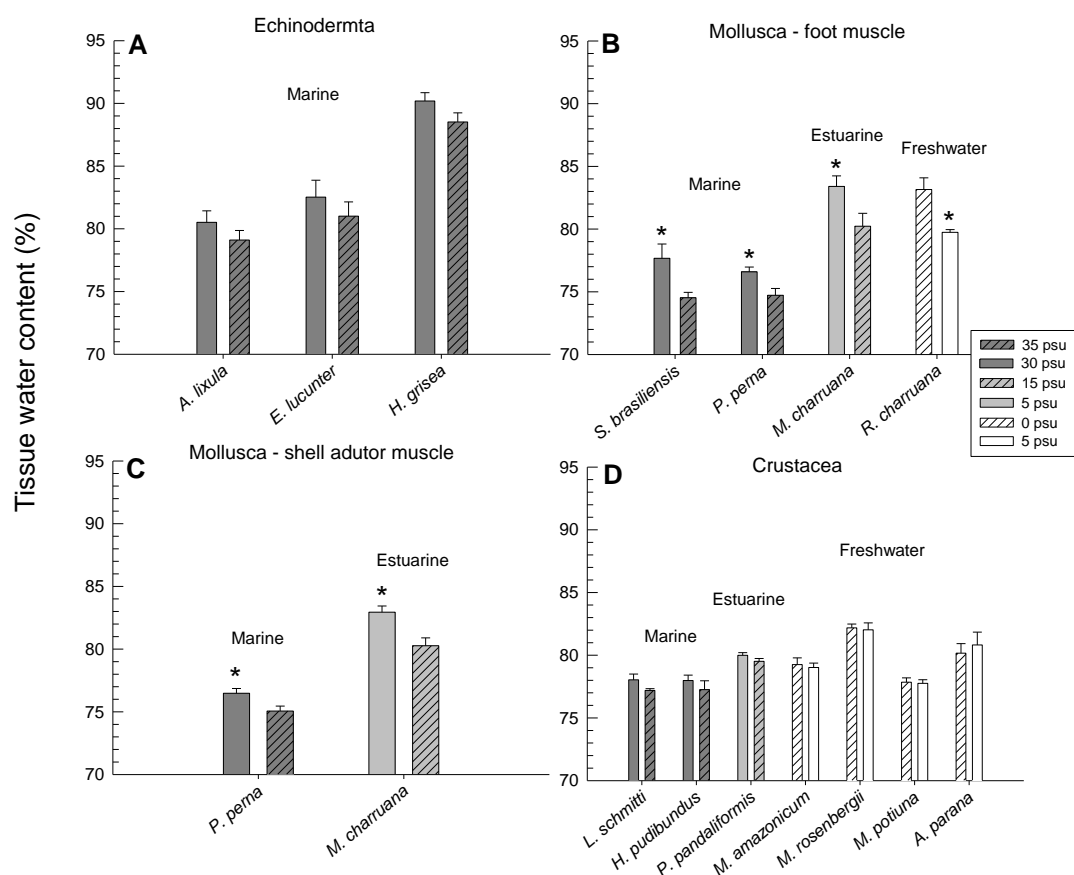 Tissue water content (%)
A
Echinodermta
Marine
95
90
85
80
75
70
A. lixula
E. lucunter
H. grisea
B
Mollusca - foot muscle
Marine
Estuarine
Freshwater
*
*
*
*
95
90
85
80
75
70
S. brasiliensis
P. perna
M. charruana
R. charruana
35 psu
30 psu
15 psu
5 psu
0 psu
5 psu
C
Mollusca - shell adutor muscle
Marine
Estuarine
*
*
95
90
85
80
75
70
P. perna
M. charruana
D
Crustacea
Marine
Estuarine
Freshwater
95
90
85
80
75
70
L. schmitti
H. pudibundus
P. pandaliformis
M. amazonicum
M. rosenbergii
M. potiuna
A. parana